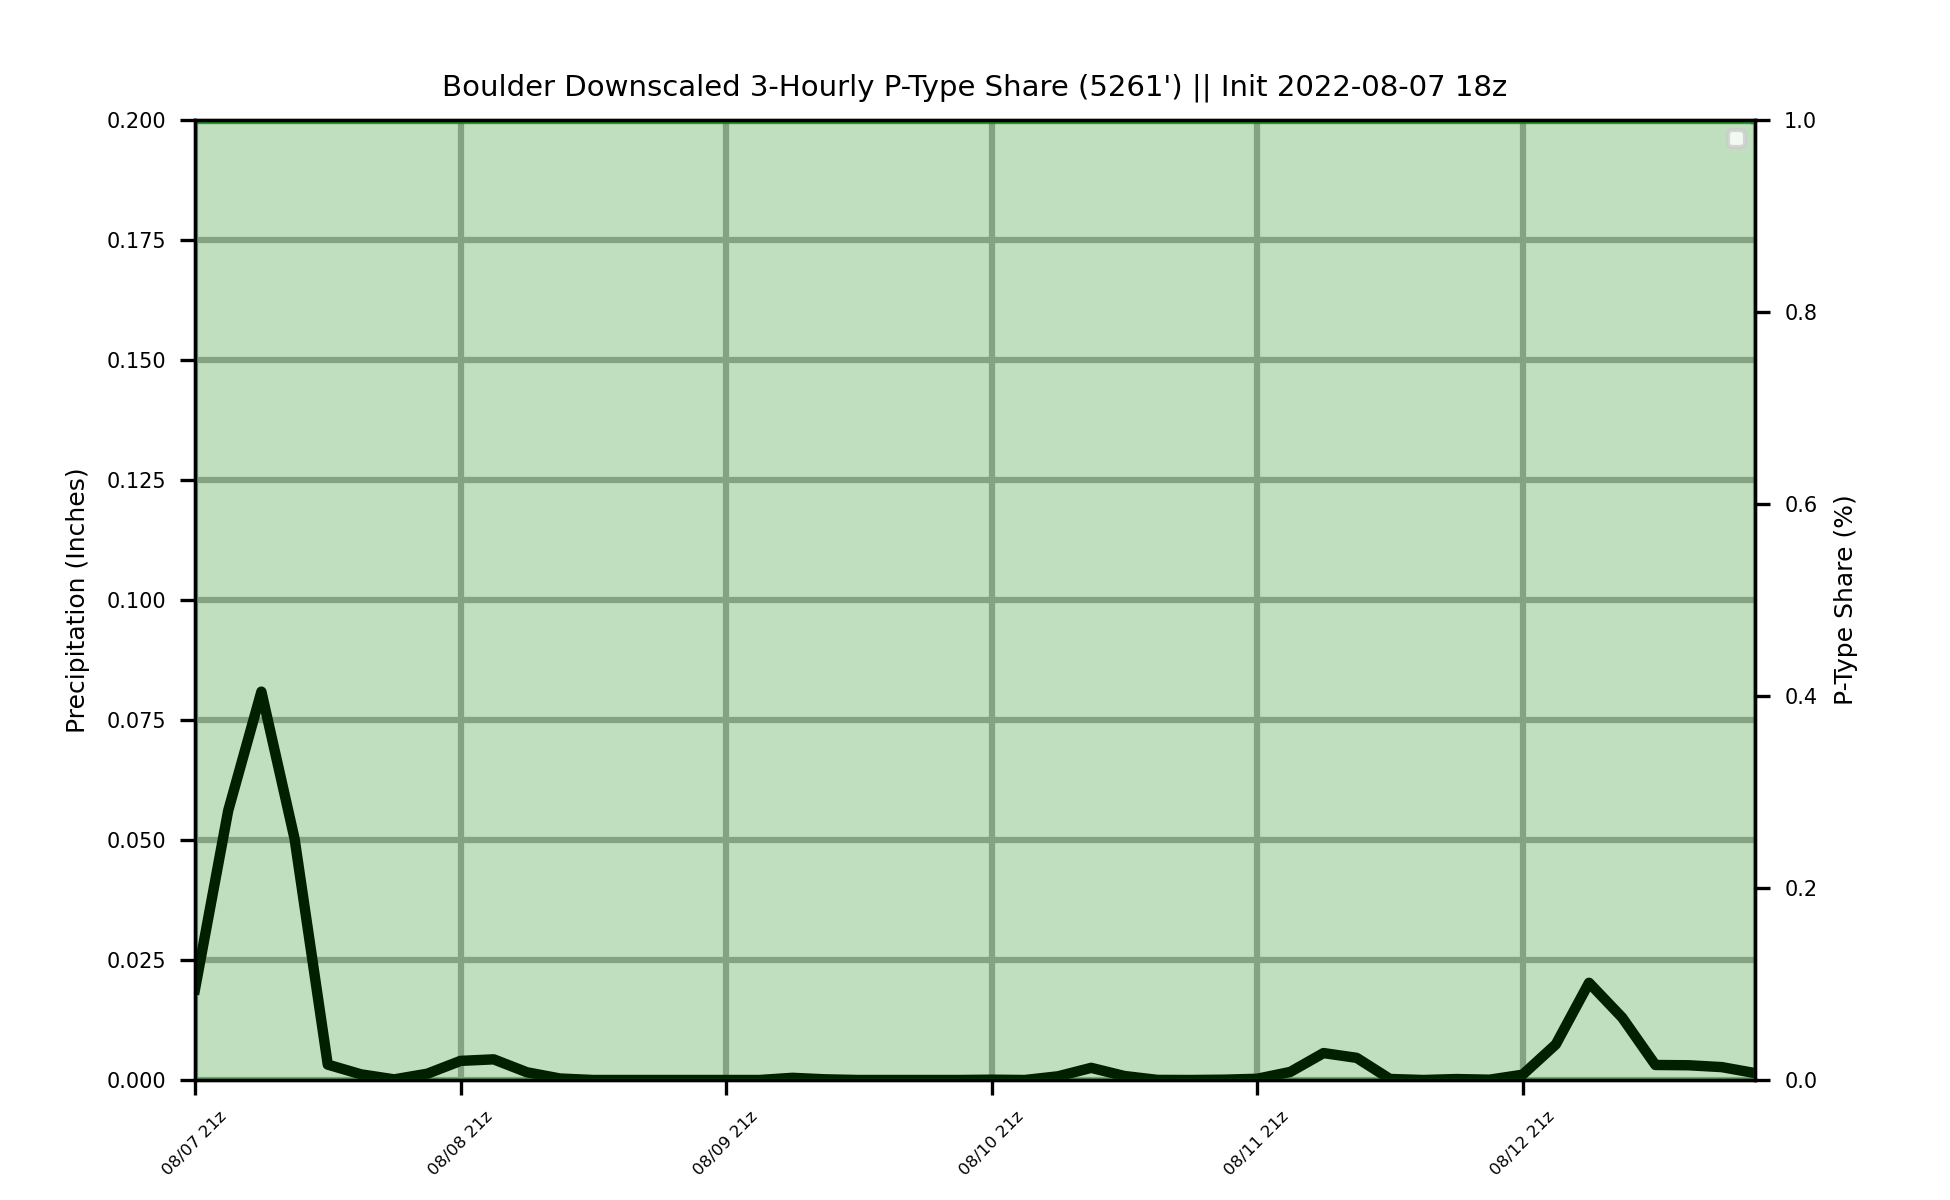 Boulder Downscaled 3-Hourly P-Type Share (5261') || Init 2022-08-07 18z
0.200
0.175
0.150
0.125
0.100
0.075
0.050
0.025
0.000
Precipitation (Inches)
1.0
0.8
0.6
0.4
0.2
0.0
P-Type Share (%)
08/07 21z
08/08 21z
08/09 21z
08/10 21z
08/11 21z
08/12 21z